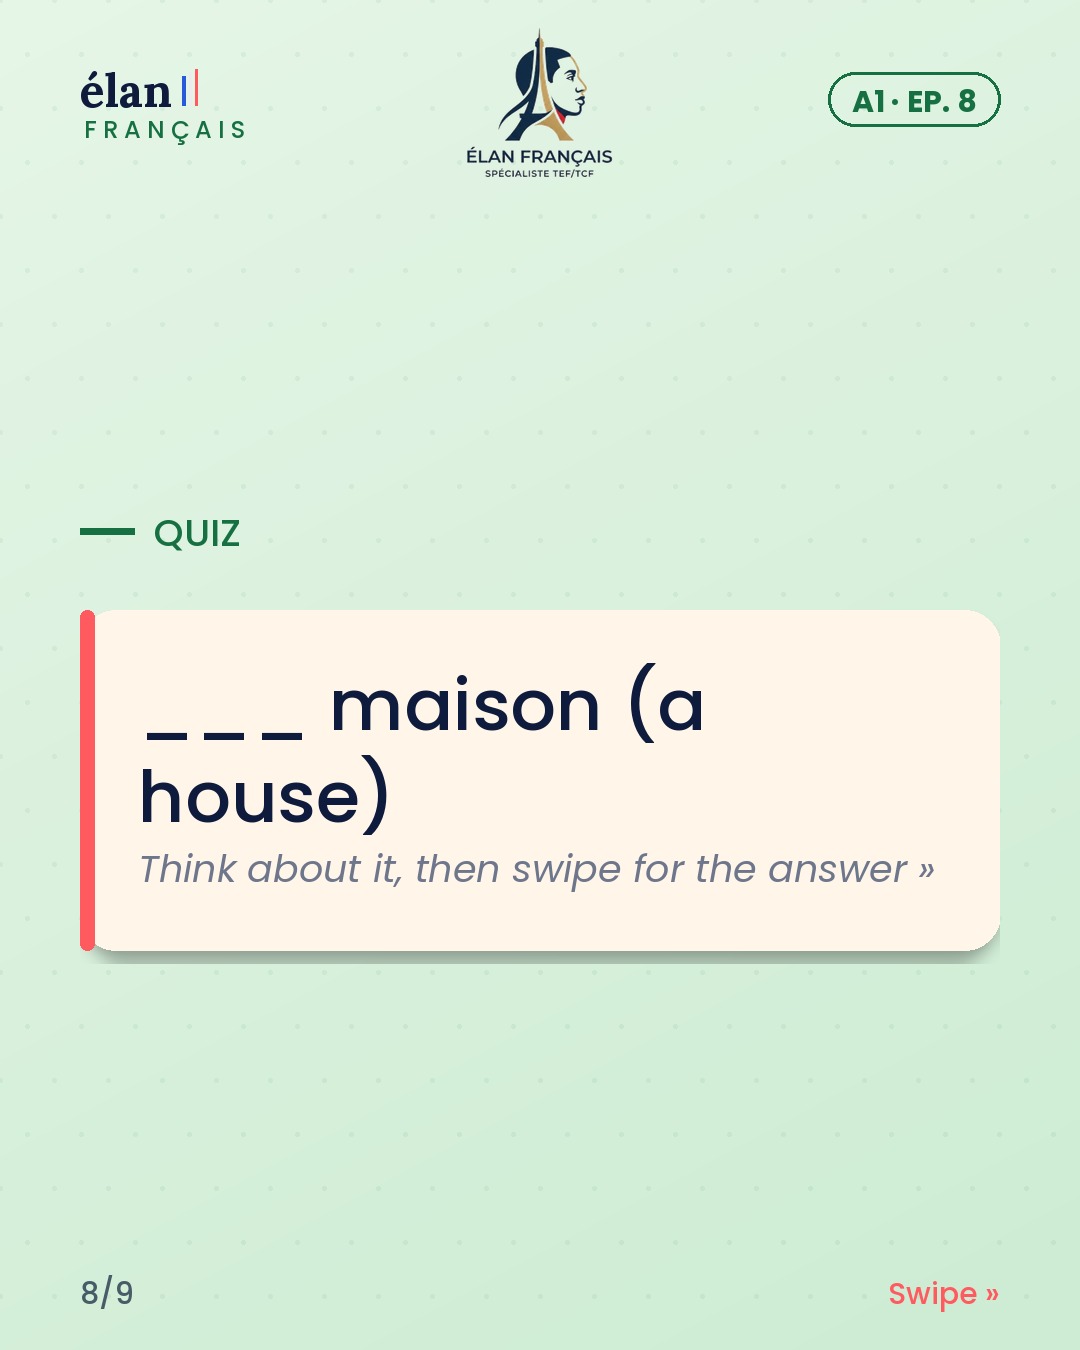 élan
FRANÇAIS
ÉLAN FRANÇAIS
SPÉCIALISTE TEF/TCF
A1 · EP. 8
QUIZ
___ maison (a
house)
Think about it, then swipe for the answer »
8/9
Swipe »